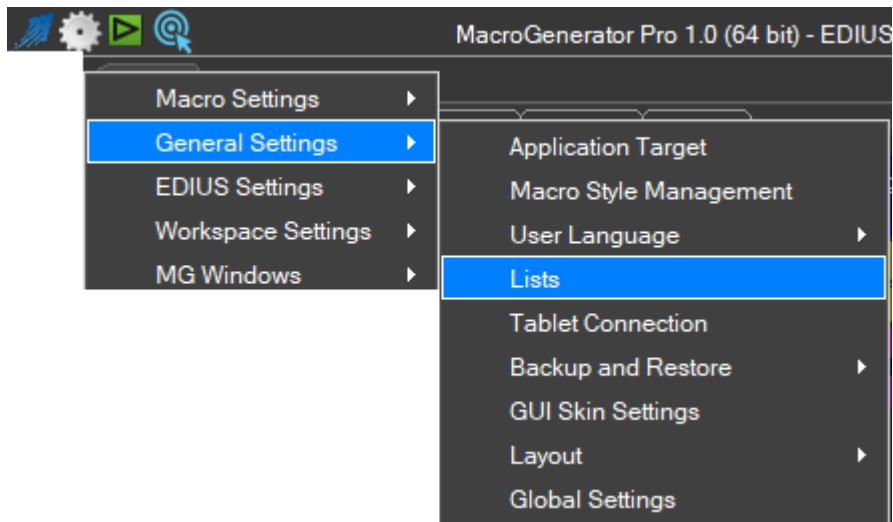 MacroGenerator Pro 1.0 (64 bit) - EDIUS
Macro Settings
General Settings
EDIUS Settings
Workspace Settings
MG Windows
Application Target
Macro Style Management
User Language
Lists
Tablet Connection
Backup and Restore
GUI Skin Settings
Layout
Global Settings